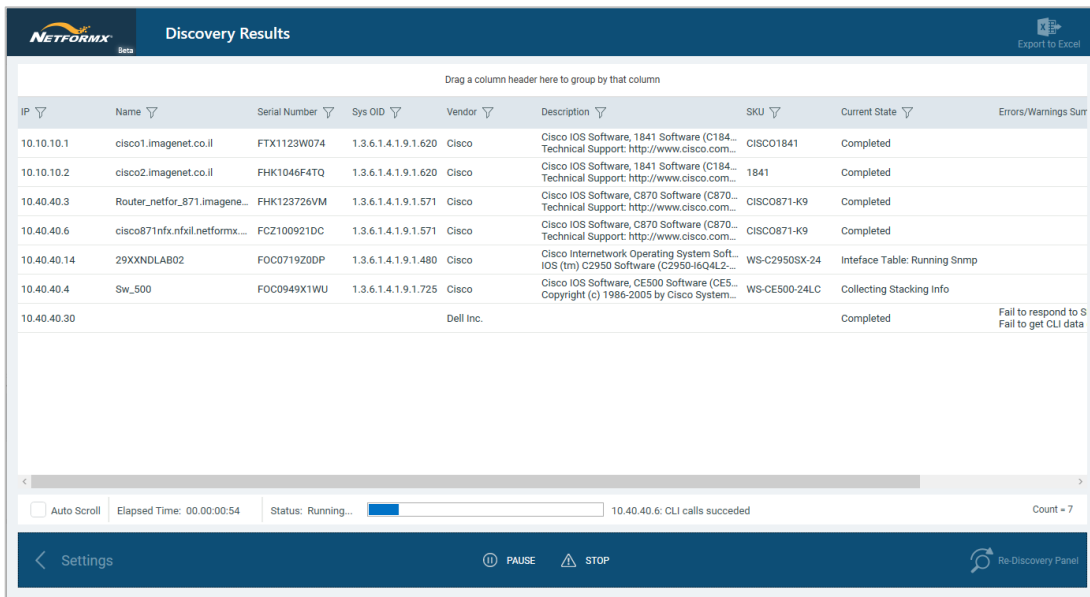 NETFORMX
Beta
Discovery Results
Export to Excel
Drag a column header here to group by that column
IP Name Serial Number Sys OID Vendor Description SKU Current State Errors/Warnings Sum
10.10.10.1 cisco1.imagenet.co.il FTX1123W074 1.3.6.1.4.1.9.1.620 Cisco Cisco IOS Software, 1841 Software (C184... CISCO1841 Completed
Technical Support: http://www.cisco.com...
10.10.10.2 cisco2.imagenet.co.il FHK1046F4TQ 1.3.6.1.4.1.9.1.620 Cisco Cisco IOS Software, 1841 Software (C184... 1841 Completed
Technical Support: http://www.cisco.com...
10.40.40.3 Router_netfor_871.imagene... FHK123726VM 1.3.6.1.4.1.9.1.571 Cisco Cisco IOS Software, C870 Software (C870... CISCO871-K9 Completed
Technical Support: http://www.cisco.com...
10.40.40.6 cisco871nfx.nfxil.netformx.... FCZ100921DC 1.3.6.1.4.1.9.1.571 Cisco Cisco IOS Software, C870 Software (C870... CISCO871-K9 Completed
Technical Support: http://www.cisco.com...
10.40.40.14 29XXNDLAB02 FOC0719Z0DP 1.3.6.1.4.1.9.1.480 Cisco Cisco Internetwork Operating System Soft... WS-C2950SX-24 Inteface Table: Running Snmp
IOS (tm) C2950 Software (C2950-I6Q4L2-...
10.40.40.4 Sw_500 FOC0949X1WU 1.3.6.1.4.1.9.1.725 Cisco Cisco IOS Software, CE500 Software (CE5... WS-CE500-24LC Collecting Stacking Info
Copyright (c) 1986-2005 by Cisco System...
10.40.40.30 Dell Inc. Completed Fail to respond to S
Fail to get CLI data
Auto Scroll Elapsed Time: 00.00:00:54 Status: Running... 10.40.40.6: CLI calls succeded Count = 7
Settings PAUSE STOP Re-Discovery Panel